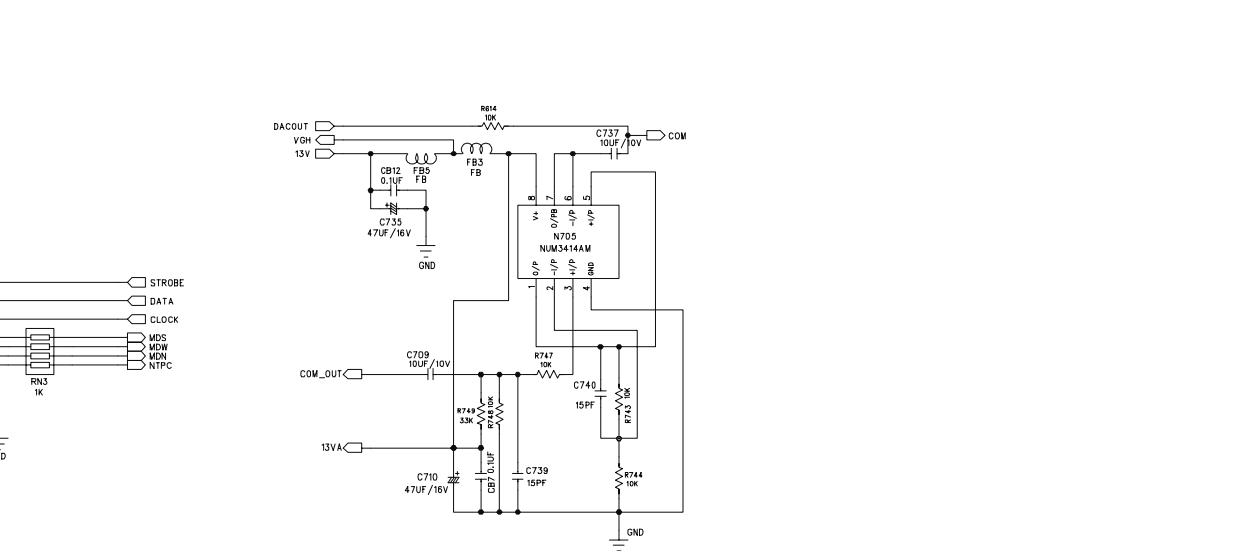 R614
10K
DACOUT
COM
C737
10UF/10V
VGH
13V
FB3
FB
FB5
FB
CB12
0.1UF
C735
47UF/16V
GND
8 7 6 5
V+ O/PB -I/P +I/P
N705
NUM3414AM
O/P -I/P +I/P GND
1 2 3 4
STROBE
DATA
CLOCK
MDS
MDW
MDN
NTPC
RN3
1K
D
C709
10UF/10V
R747
10K
COM_OUT
C740
15PF
R743 10K
R749
33K
R748 10K
13VA
CB7 0.1UF
C710
47UF/16V
C739
15PF
R744
10K
GND